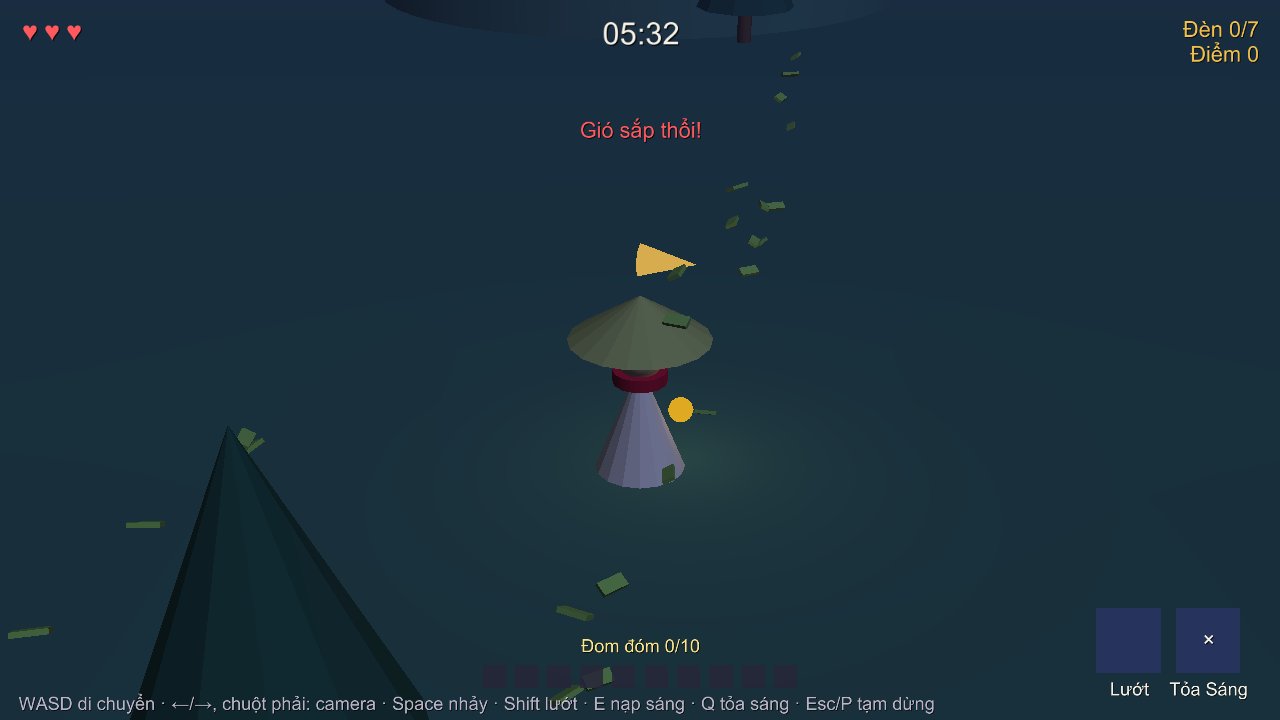 ♥ ♥ ♥
05:32
Đèn 0/7
Điểm 0
Gió sắp thổi!
Đom đóm 0/10
×
Lướt
Tỏa Sáng
WASD di chuyển · ←/→, chuột phải: camera · Space nhảy · Shift lướt · E nạp sáng · Q tỏa sáng · Esc/P tạm dừng